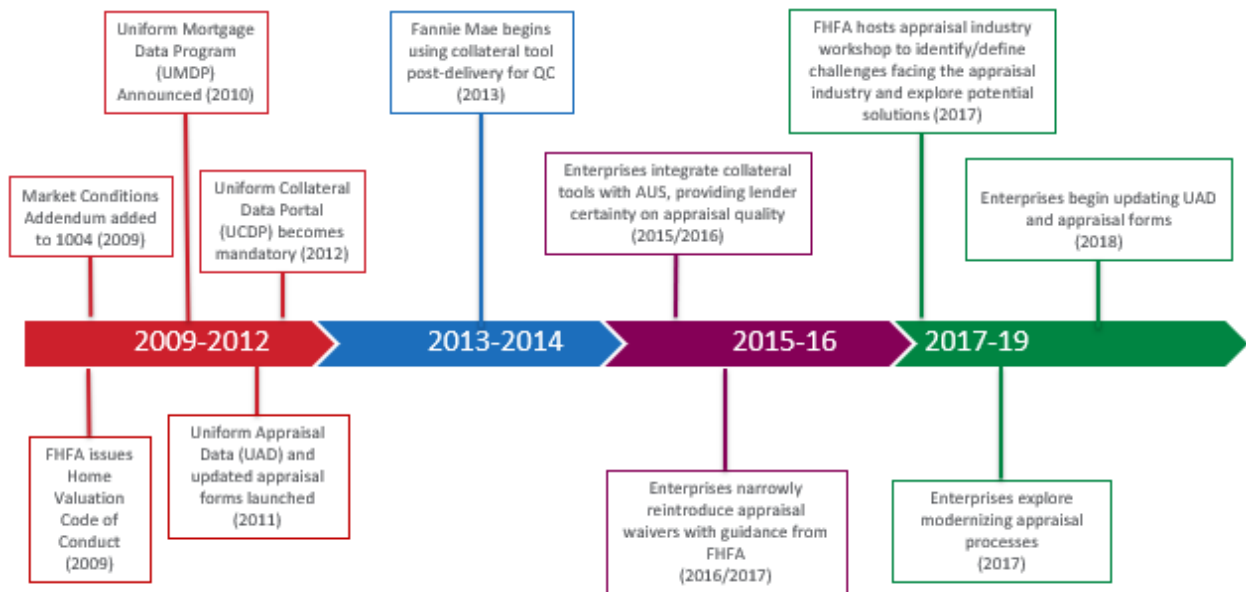 Uniform Mortgage
Data Program
(UMDP)
Announced (2010)
Fannie Mae begins
using collateral tool
post-delivery for QC
(2013)
FHFA hosts appraisal industry
workshop to identify/define
challenges facing the appraisal
industry and explore potential
solutions (2017)
Market Conditions
Addendum added
to 1004 (2009)
Uniform Collateral
Data Portal
(UCDP) becomes
mandatory (2012)
Enterprises integrate collateral
tools with AUS, providing lender
certainty on appraisal quality
(2015/2016)
Enterprises begin updating UAD
and appraisal forms
(2018)
2009-2012
2013-2014
2015-16
2017-19
FHFA issues
Home
Valuation
Code of
Conduct
(2009)
Uniform Appraisal
Data (UAD) and
updated appraisal
forms launched
(2011)
Enterprises narrowly
reintroduce appraisal
waivers with guidance from
FHFA
(2016/2017)
Enterprises explore
modernizing appraisal
processes
(2017)